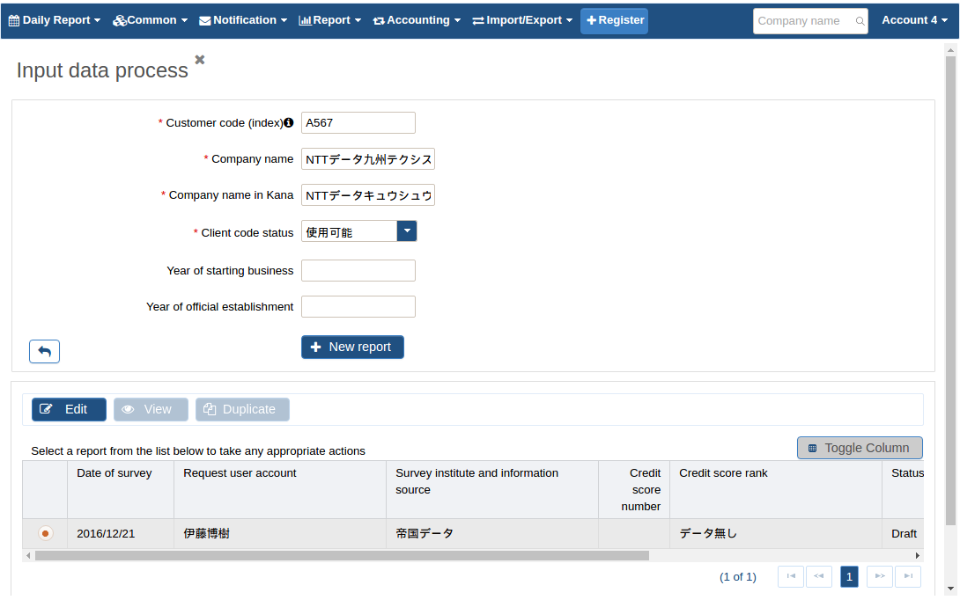 Daily Report Common Notification Report Accounting Import/Export Register Company name Account 4
Input data process
* Customer code (index) A567
* Company name NTTデータ九州テクシス
* Company name in Kana NTTデータキュウシュウ
* Client code status 使用可能
Year of starting business
Year of official establishment
New report
Edit View Duplicate
Select a report from the list below to take any appropriate actions
Toggle Column
Date of survey Request user account Survey institute and information source Credit score number Credit score rank Status
2016/12/21 伊藤博樹 帝国データ データ無し Draft
(1 of 1) 1